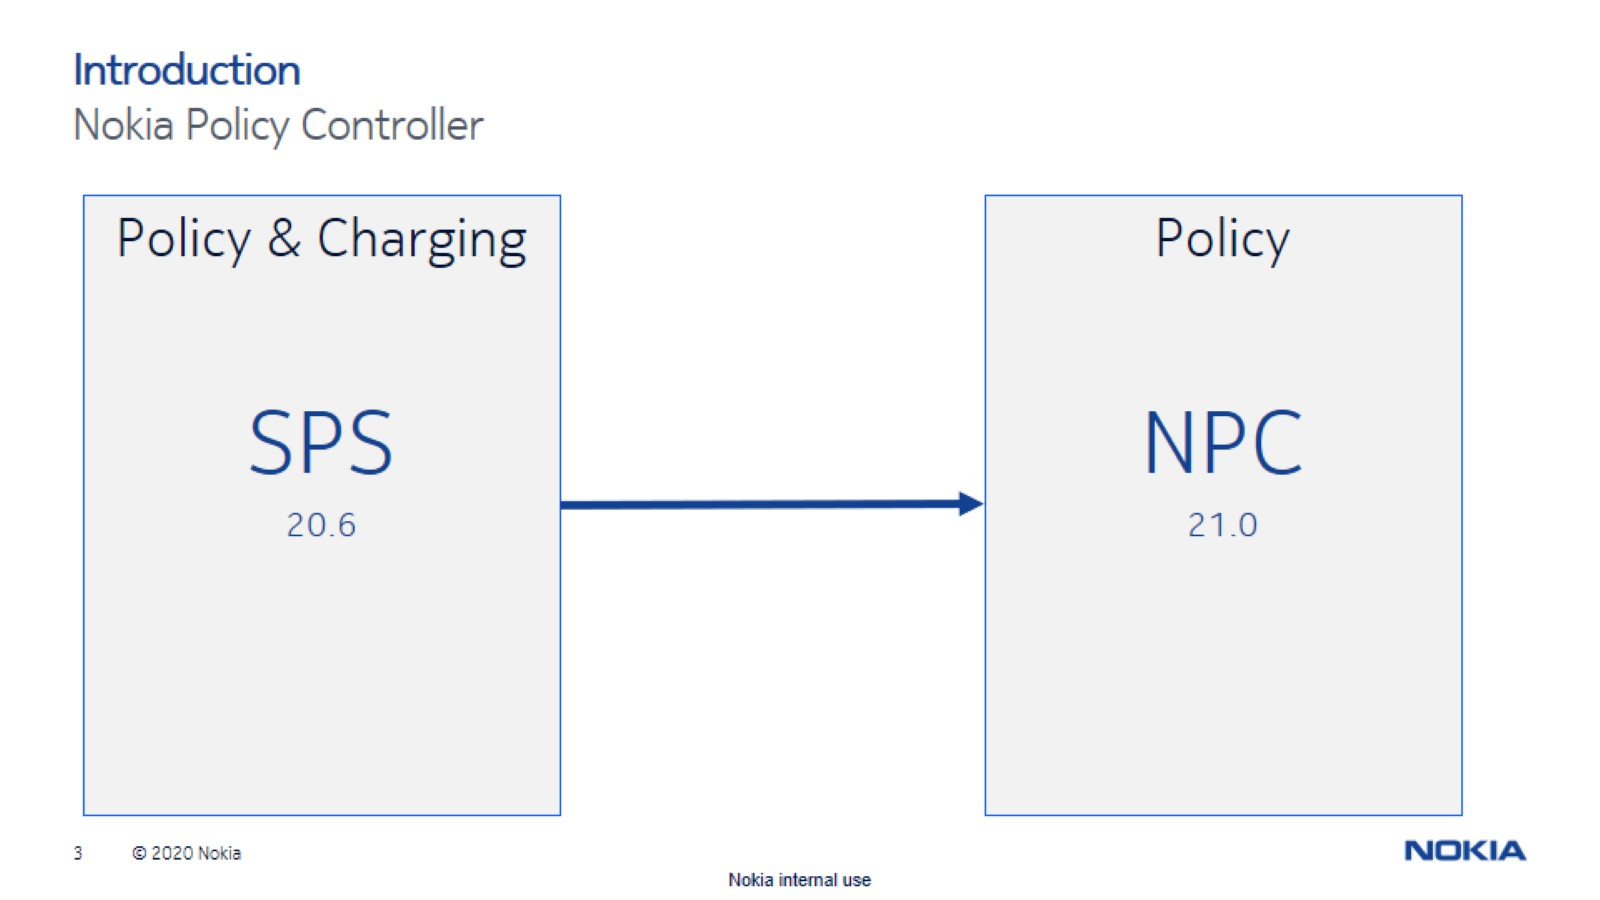 Introduction
Nokia Policy Controller
Policy & Charging
SPS
20.6
Policy
NPC
21.0
3
© 2020 Nokia
NOKIA
Nokia internal use